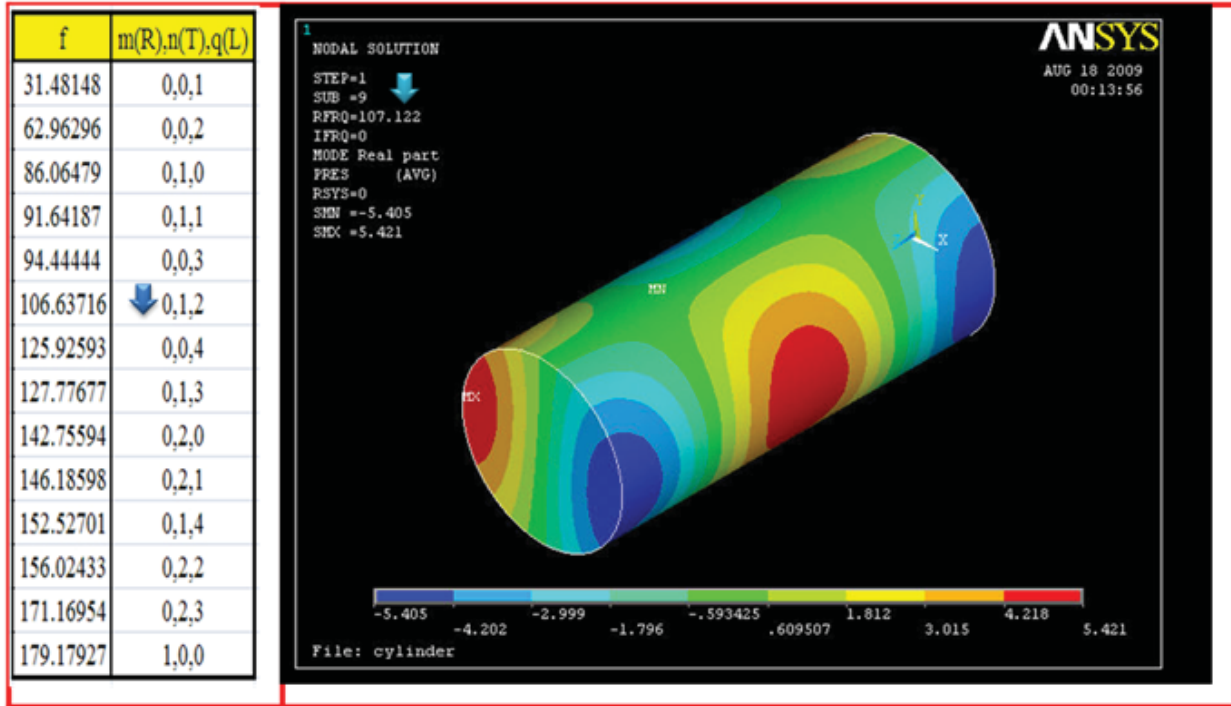 f m(R),n(T),q(L)
31.48148 0,0,1
62.96296 0,0,2
86.06479 0,1,0
91.64187 0,1,1
94.44444 0,0,3
106.63716 0,1,2
125.92593 0,0,4
127.77677 0,1,3
142.75594 0,2,0
146.18598 0,2,1
152.52701 0,1,4
156.02433 0,2,2
171.16954 0,2,3
179.17927 1,0,0
1
NODAL SOLUTION
STEP=1
SUB =9
RFRQ=107.122
IFRQ=0
MODE Real part
PRES (AVG)
RSYS=0
SMN =-5.405
SMX =5.421
ANSYS
AUG 18 2009
00:13:56
Y
X
MN
MX
-5.405 -2.999 -.593425 1.812 4.218
-4.202 -1.796 .609507 3.015 5.421
File: cylinder